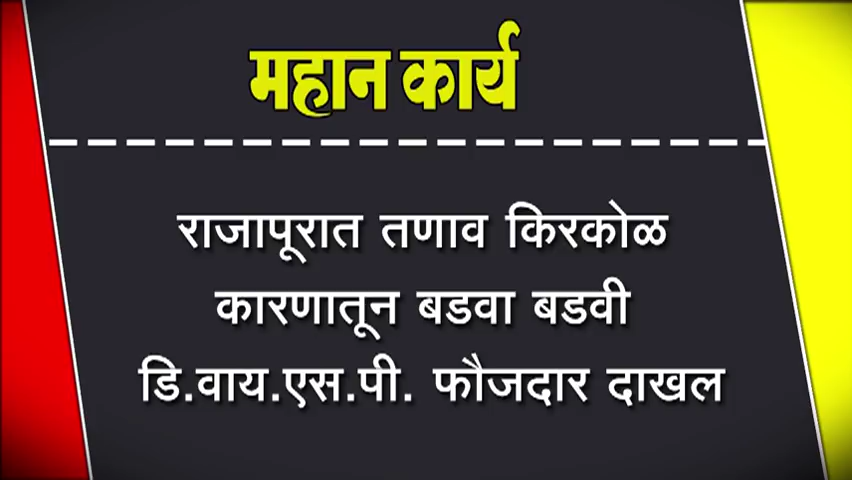 महान कार्य
राजापूरात तणाव किरकोळ
कारणातून बडवा बडवी
डि.वाय.एस.पी. फौजदार दाखल